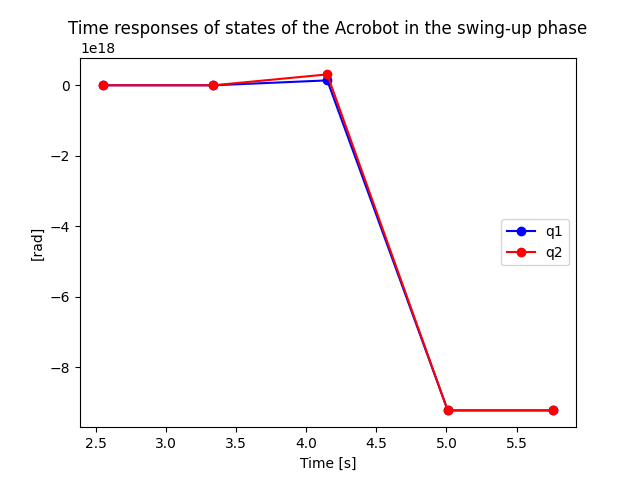 Time responses of states of the Acrobot in the swing-up phase
1e18
0
−2
−4
−6
−8
[rad]
q1
q2
2.5 3.0 3.5 4.0 4.5 5.0 5.5
Time [s]